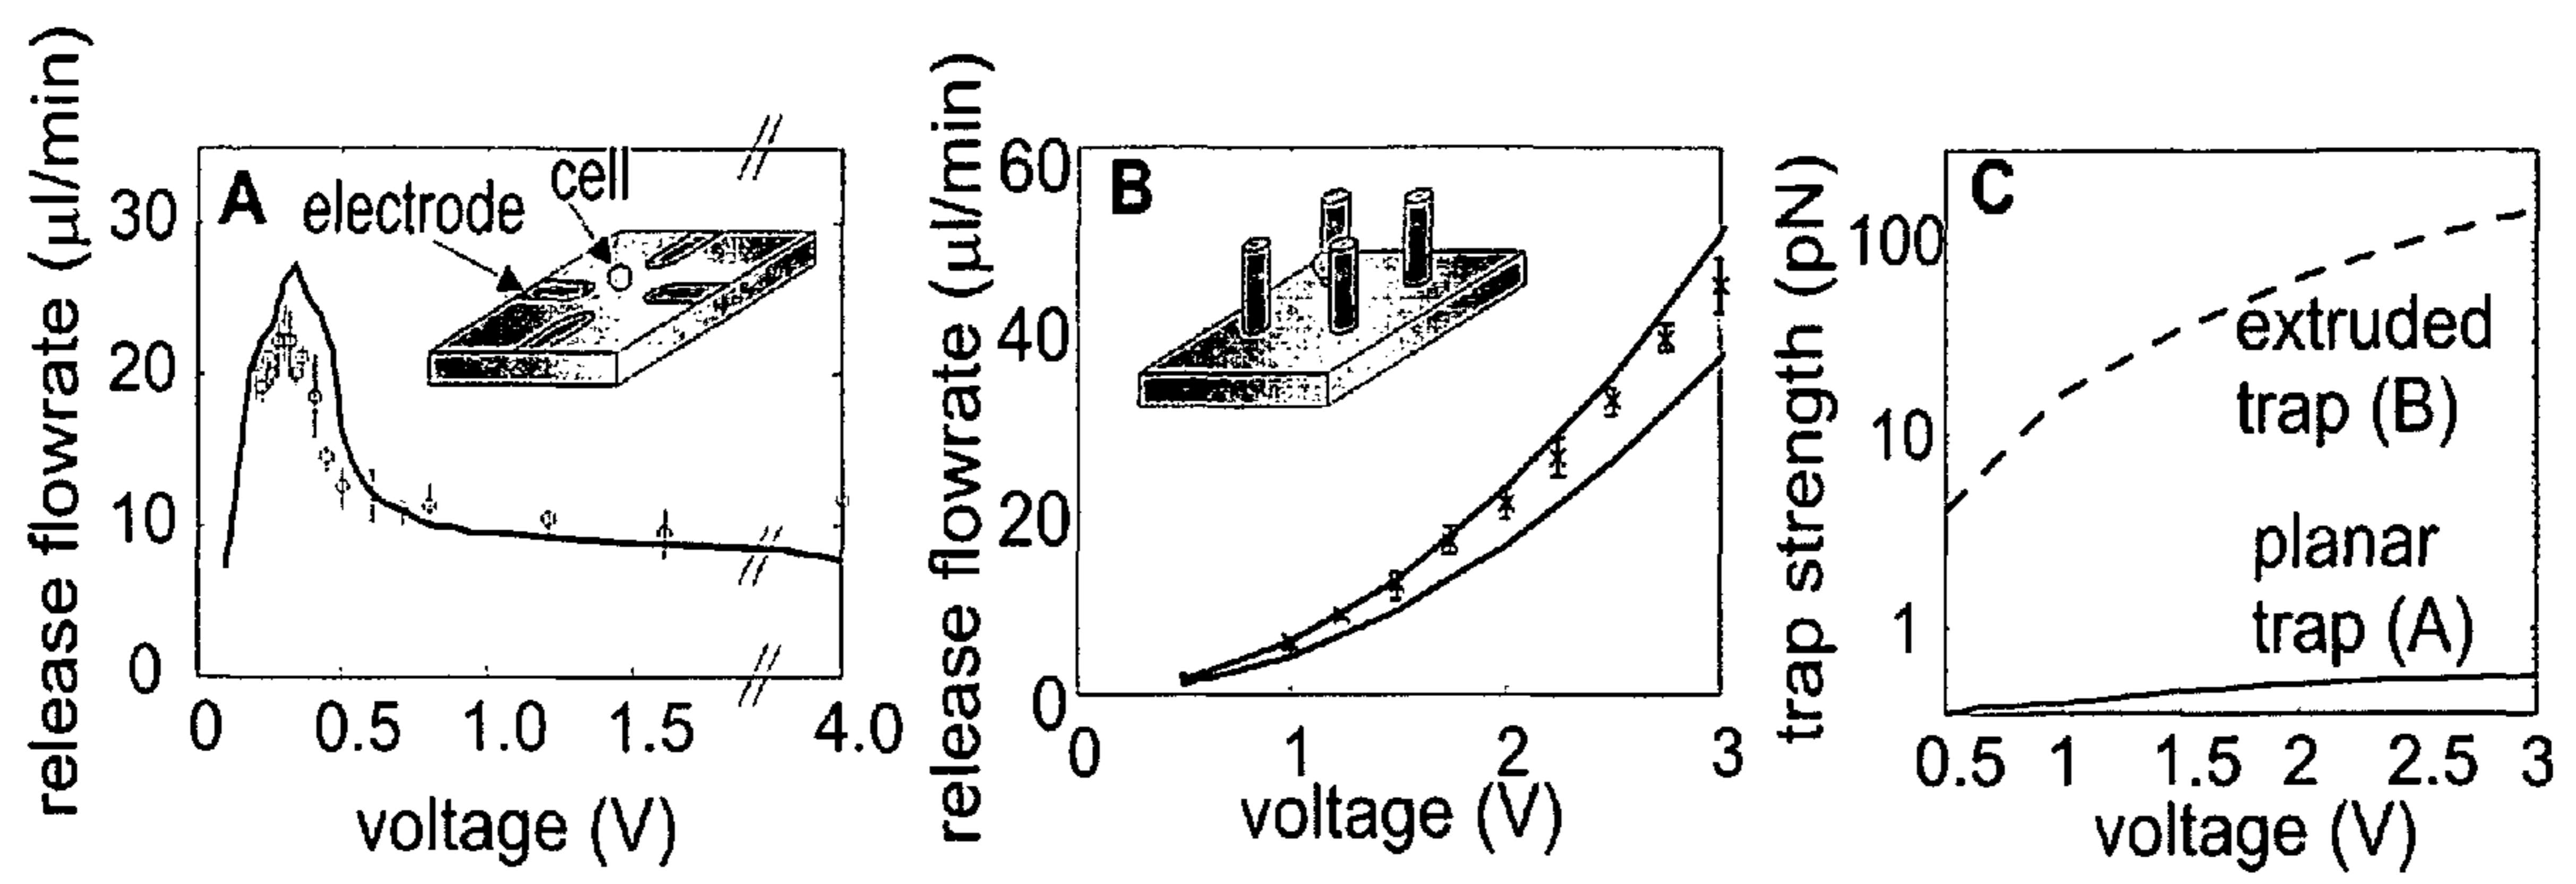 release flowrate (μl/min)
30
20
10
0
A
electrode
cell
0 0.5 1.0 1.5 4.0
voltage (V)
release flowrate (μl/min)
60
40
20
0
B
0 1 2 3
voltage (V)
trap strength (pN)
100
10
1
C
extruded
trap (B)
planar
trap (A)
0.5 1 1.5 2 2.5 3
voltage (V)